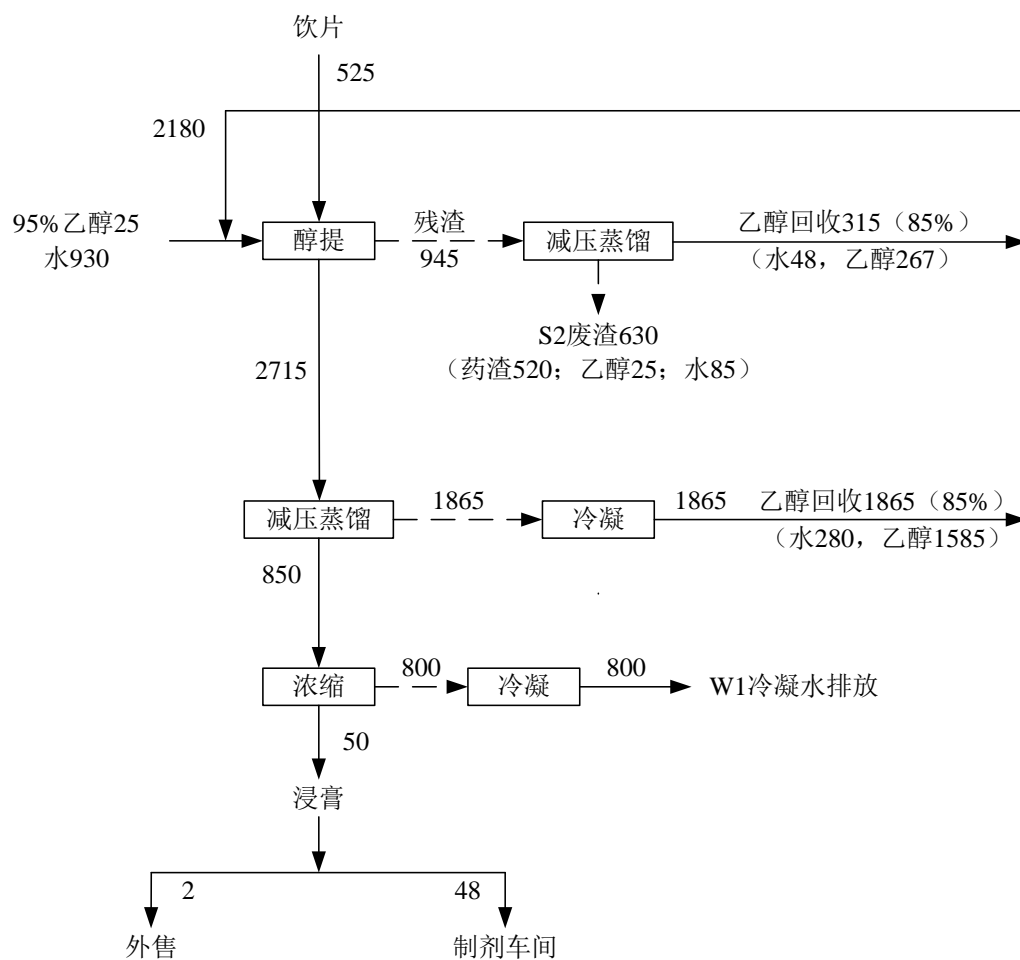 饮片
525
2180
95%乙醇25
水930
醇提
残渣
945
减压蒸馏
乙醇回收315（85%）
（水48，乙醇267）
S2废渣630
（药渣520；乙醇25；水85）
2715
减压蒸馏
1865
冷凝
1865
乙醇回收1865（85%）
（水280，乙醇1585）
850
浓缩
800
冷凝
800
W1冷凝水排放
50
浸膏
2
48
外售
制剂车间